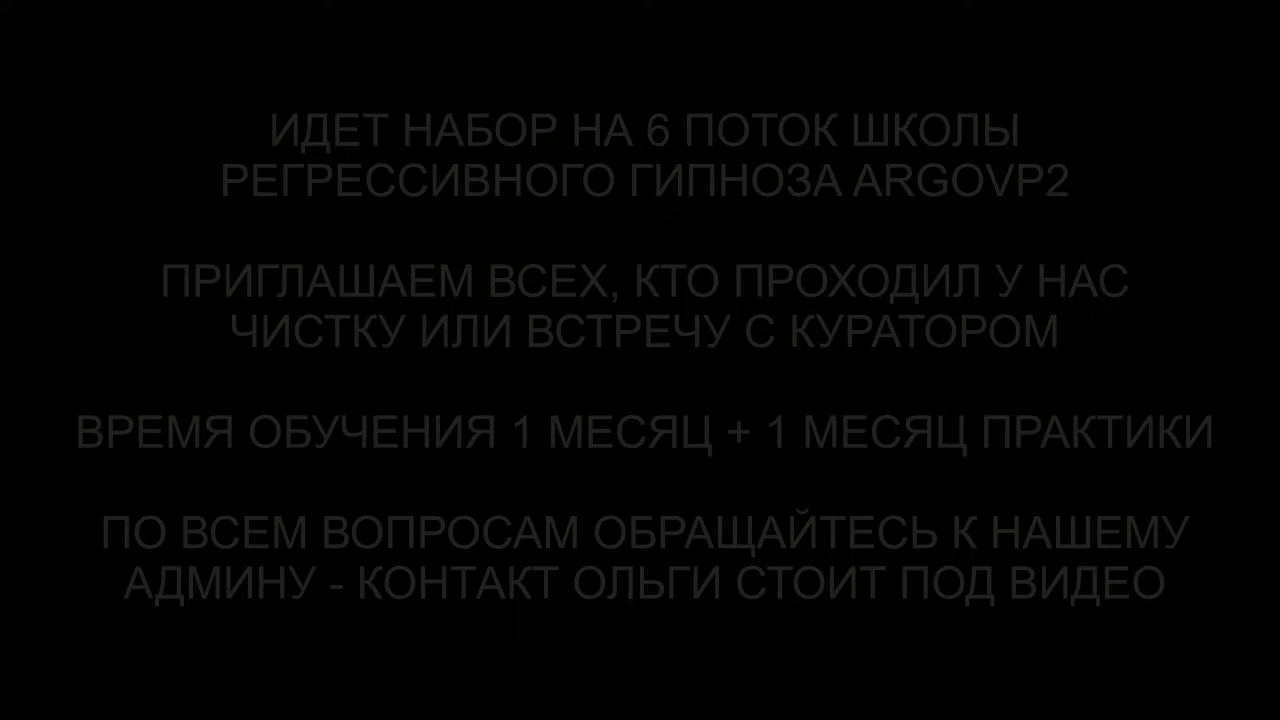 ИДЕТ НАБОР НА 6 ПОТОК ШКОЛЫ
РЕГРЕССИВНОГО ГИПНОЗА ARGOVP2
ПРИГЛАШАЕМ ВСЕХ, КТО ПРОХОДИЛ У НАС
ЧИСТКУ ИЛИ ВСТРЕЧУ С КУРАТОРОМ
ВРЕМЯ ОБУЧЕНИЯ 1 МЕСЯЦ + 1 МЕСЯЦ ПРАКТИКИ
ПО ВСЕМ ВОПРОСАМ ОБРАЩАЙТЕСЬ К НАШЕМУ
АДМИНУ - КОНТАКТ ОЛЬГИ СТОИТ ПОД ВИДЕО